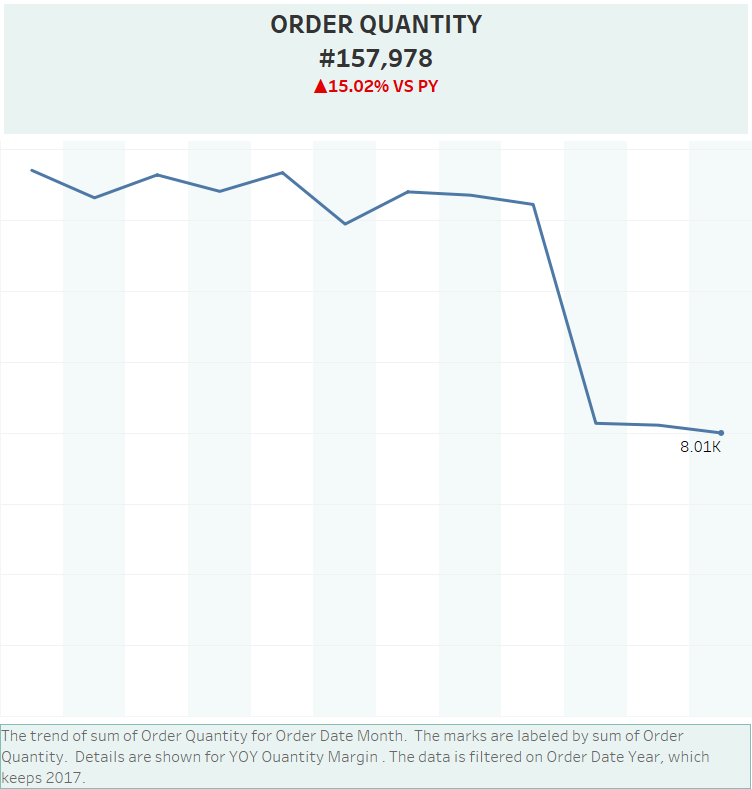 ORDER QUANTITY
#157,978
▲15.02% VS PY
8.01K
The trend of sum of Order Quantity for Order Date Month.  The marks are labeled by sum of Order
Quantity.  Details are shown for YOY Ouantity Margin . The data is filtered on Order Date Year, which
keeps 2017.